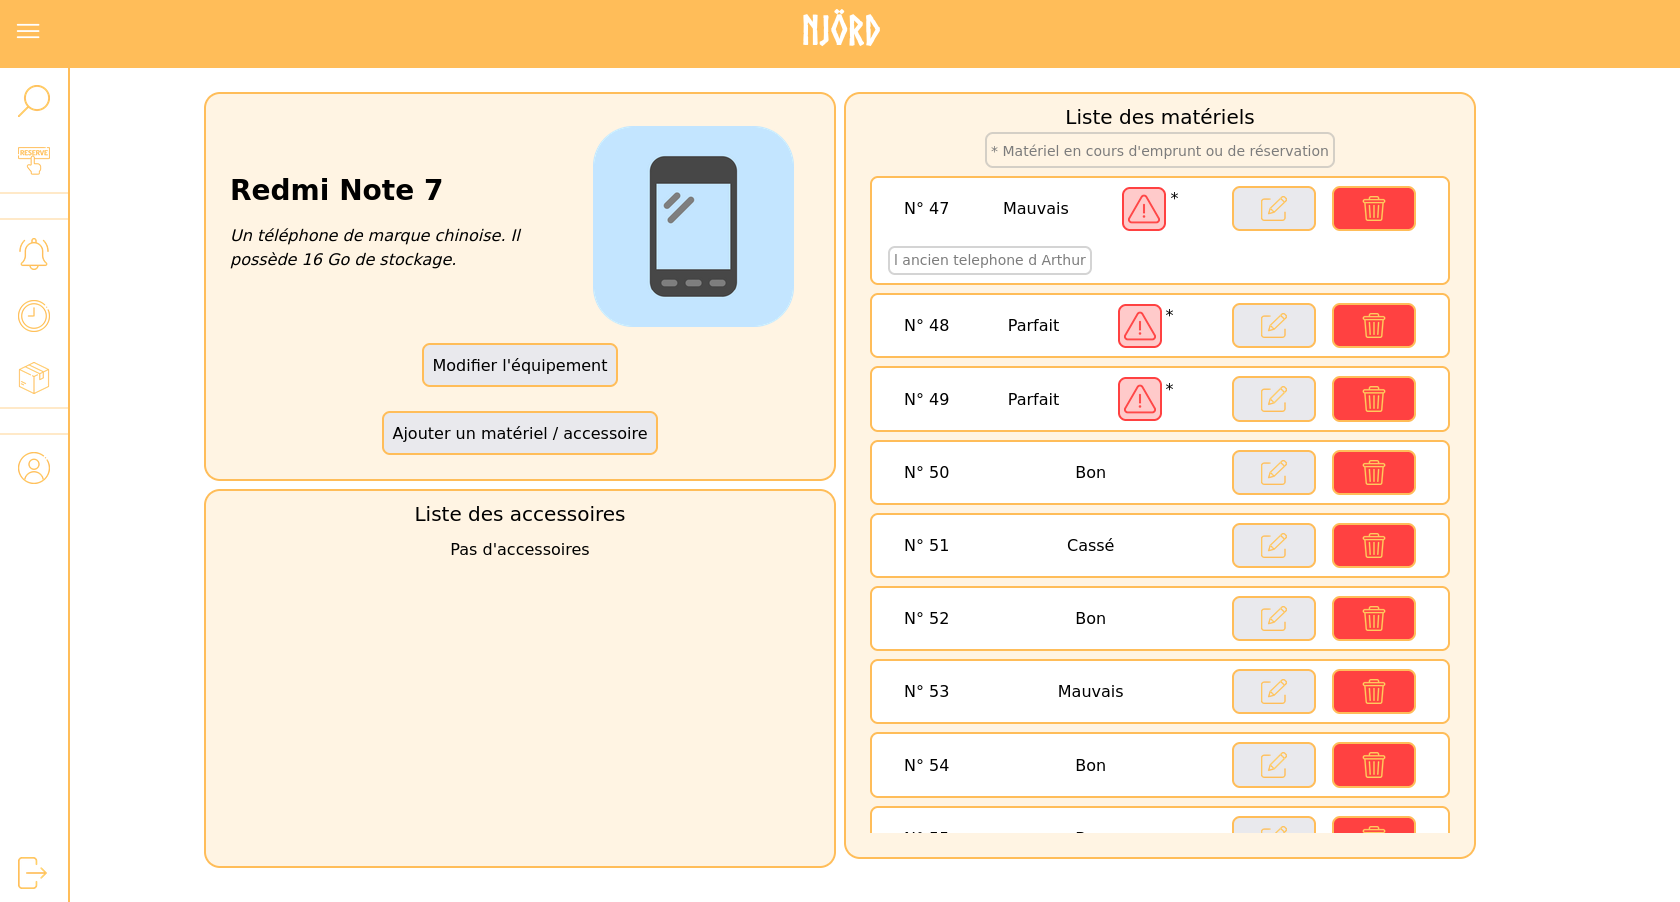 NJÖRD
RESERVE
Redmi Note 7
Un téléphone de marque chinoise. Il
possède 16 Go de stockage.
Modifier l'équipement
Ajouter un matériel / accessoire
Liste des accessoires
Pas d'accessoires
Liste des matériels
* Matériel en cours d'emprunt ou de réservation
N° 47 Mauvais *
l ancien telephone d Arthur
N° 48 Parfait *
N° 49 Parfait *
N° 50 Bon
N° 51 Cassé
N° 52 Bon
N° 53 Mauvais
N° 54 Bon